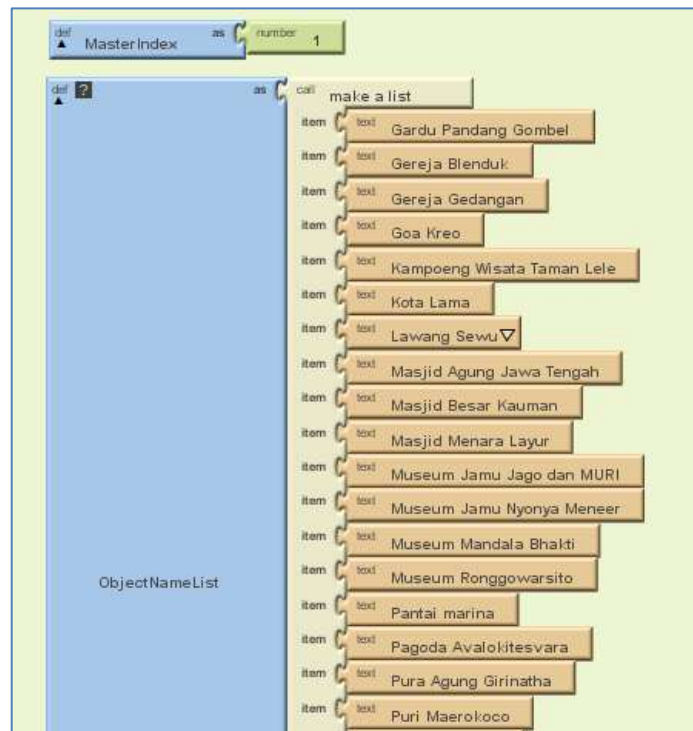 def MasterIndex as number 1
def ? as call make a list
item text Gardu Pandang Gombel
item text Gereja Blenduk
item text Gereja Gedangan
item text Goa Kreo
item text Kampoeng Wisata Taman Lele
item text Kota Lama
item text Lawang Sewu
item text Masjid Agung Jawa Tengah
item text Masjid Besar Kauman
item text Masjid Menara Layur
item text Museum Jamu Jago dan MURI
item text Museum Jamu Nyonya Meneer
item text Museum Mandala Bhakti
ObjectNameList
item text Museum Ronggowarsito
item text Pantai marina
item text Pagoda Avalokitesvara
item text Pura Agung Girinatha
item text Puri Maerokoco